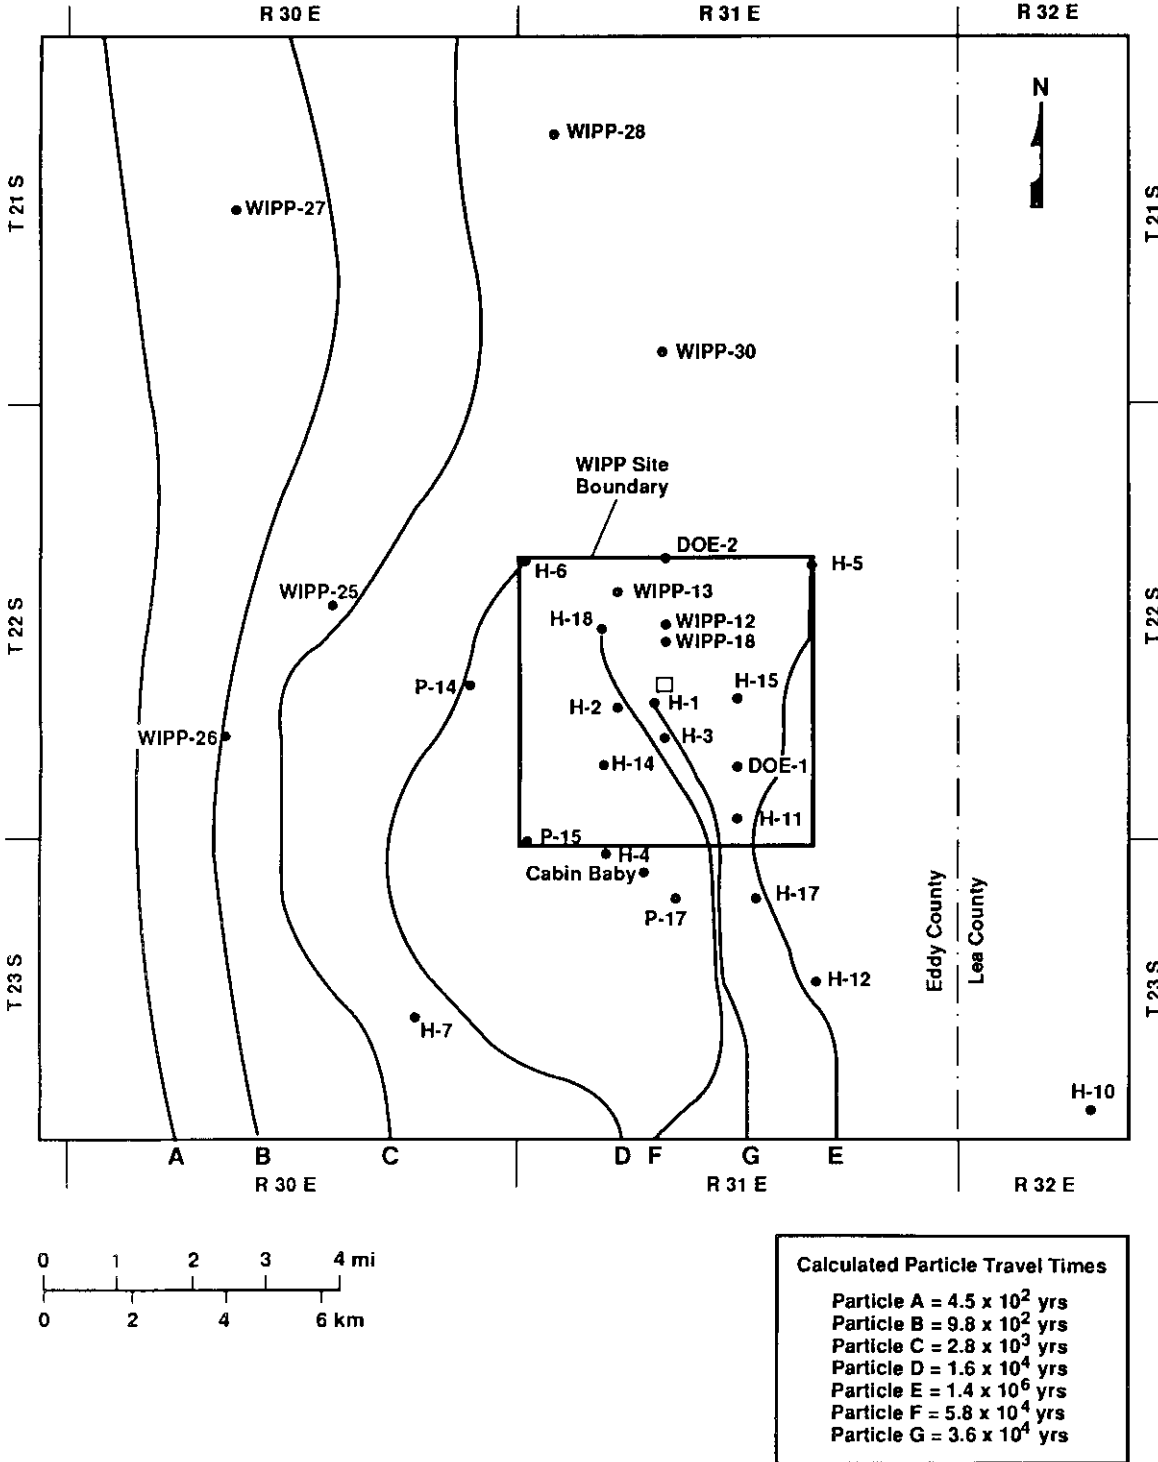 R 30 E R 31 E R 32 E
N
WIPP-28
T 21 S T 21 S
WIPP-27
WIPP-30
WIPP Site
Boundary
DOE-2
H-6 H-5
WIPP-25 WIPP-13
T 22 S T 22 S
H-18 WIPP-12
WIPP-18
P-14 H-15
H-2 H-1
WIPP-26 H-3
H-14 DOE-1
H-11
P-15
H-4
Cabin Baby
H-17
P-17
Eddy County
Lea County
T 23 S T 23 S
H-12
H-7
H-10
A B C D F G E
R 30 E R 31 E R 32 E
0 1 2 3 4 mi
0 2 4 6 km
Calculated Particle Travel Times
Particle A = 4.5 x 10² yrs
Particle B = 9.8 x 10² yrs
Particle C = 2.8 x 10³ yrs
Particle D = 1.6 x 10⁴ yrs
Particle E = 1.4 x 10⁶ yrs
Particle F = 5.8 x 10⁴ yrs
Particle G = 3.6 x 10⁴ yrs